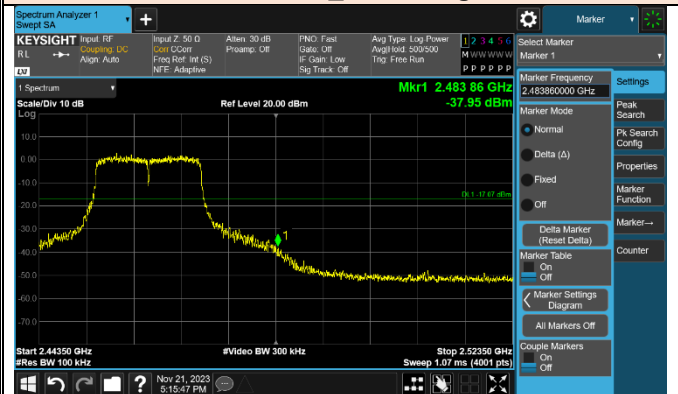 Spectrum Analyzer 1
Swept SA
Marker
KEYSIGHT
RL
LXI
Input: RF
Coupling: DC
Align: Auto
Input Z: 50 Ω
Corr CCorr
Freq Ref: Int (S)
NFE: Adaptive
Atten: 30 dB
Preamp: Off
PNO: Fast
Gate: Off
IF Gain: Low
Sig Track: Off
Avg Type: Log-Power
Avg|Hold: 500/500
Trig: Free Run
1 2 3 4 5 6
M W W W W W
P P P P P P
1 Spectrum
Scale/Div 10 dB
Log
Ref Level 20.00 dBm
Mkr1 2.483 86 GHz
-37.95 dBm
10.0
0.00
-10.0
-20.0
-30.0
-40.0
-50.0
-60.0
-70.0
DL1 -17.07 dBm
1
Start 2.44350 GHz
#Res BW 100 kHz
#Video BW 300 kHz
Stop 2.52350 GHz
Sweep 1.07 ms (4001 pts)
Nov 21, 2023
5:15:47 PM
?
Select Marker
Marker 1
Marker Frequency
2.483860000 GHz
Marker Mode
Normal
Delta (Δ)
Fixed
Off
Delta Marker
(Reset Delta)
Marker Table
On
Off
Marker Settings
Diagram
All Markers Off
Couple Markers
On
Off
Settings
Peak
Search
Pk Search
Config
Properties
Marker
Function
Marker→
Counter